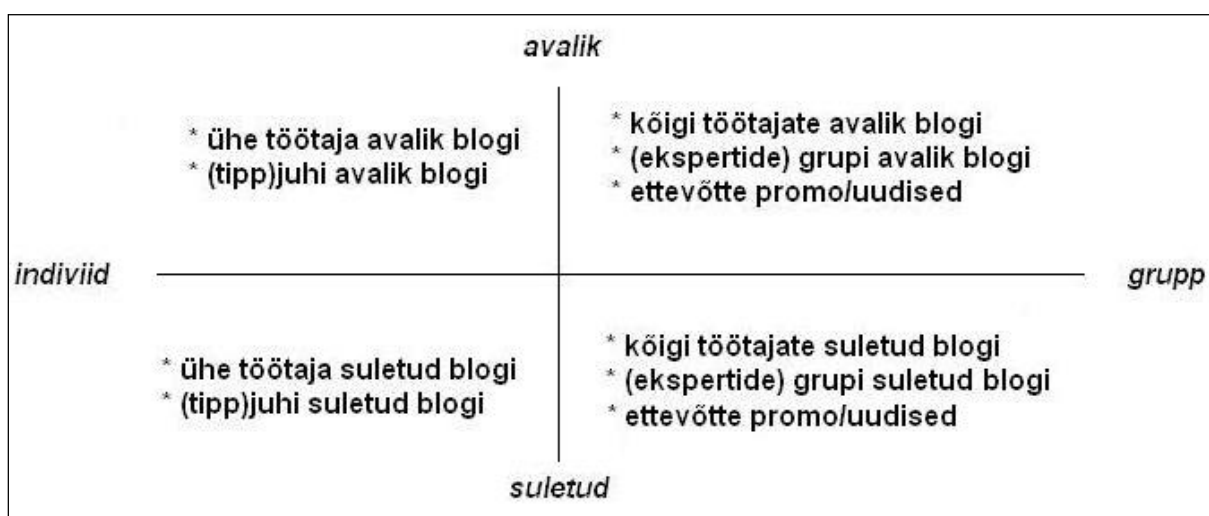 avalik
* ühe töötaja avalik blogi
* (tipp)juhi avalik blogi
* kõigi töötajate avalik blogi
* (ekspertide) grupi avalik blogi
* ettevõtte promo/uudised
indiviid
grupp
* ühe töötaja suletud blogi
* (tipp)juhi suletud blogi
* kõigi töötajate suletud blogi
* (ekspertide) grupi suletud blogi
* ettevõtte promo/uudised
suletud